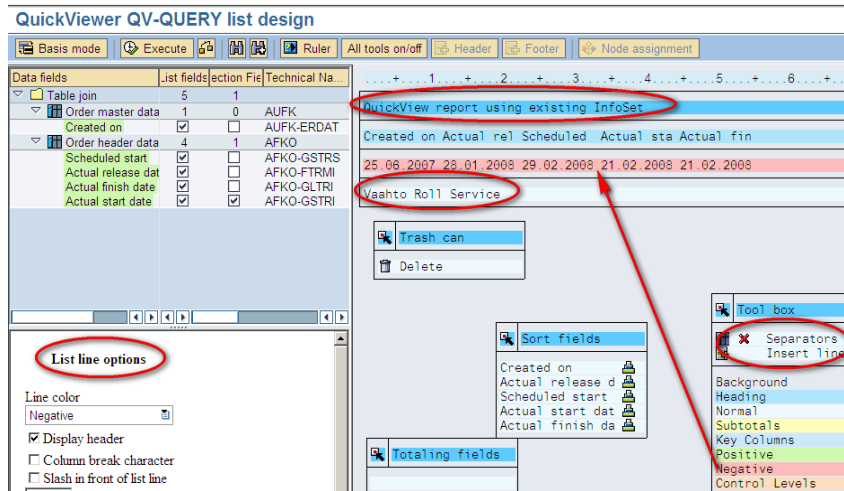 QuickViewer QV-QUERY list design
Basis mode Execute Ruler All tools on/off Header Footer Node assignment
Data fields List fields ection Fie Technical Na...
Table join 5 1
Order master data 1 0 AUFK
Created on AUFK-ERDAT
Order header data 4 1 AFKO
Scheduled start AFKO-GSTRS
Actual release dat AFKO-FTRMI
Actual finish date AFKO-GLTRI
Actual start date AFKO-GSTRI
List line options
Line color
Negative
Display header
Column break character
Slash in front of list line
....+....1....+....2....+....3....+....4....+....5....+....6....+..
QuickView report using existing InfoSet
Created on Actual rel Scheduled Actual sta Actual fin
25.06.2007 28.01.2008 29.02.2008 21.02.2008 21.02.2008
Vaahto Roll Service
Trash can
Delete
Sort fields
Created on
Actual release d
Scheduled start
Actual start dat
Actual finish da
Totaling fields
Tool box
Separators
Insert line
Background
Heading
Normal
Subtotals
Key Columns
Positive
Negative
Control Levels